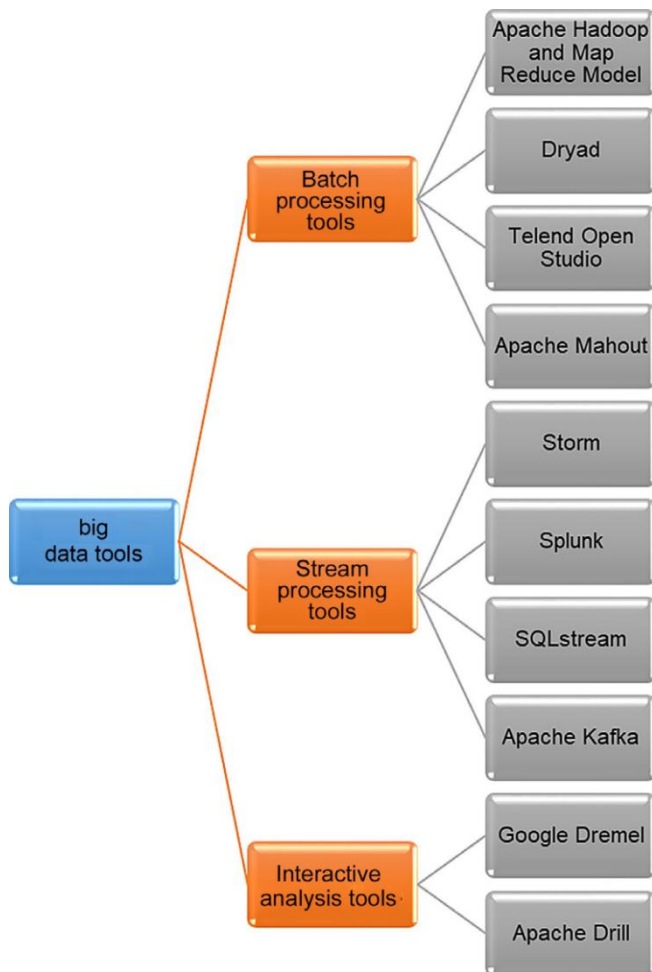 big
data tools
Batch
processing
tools
Apache Hadoop
and Map
Reduce Model
Dryad
Telend Open
Studio
Apache Mahout
Stream
processing
tools
Storm
Splunk
SQLstream
Apache Kafka
Interactive
analysis tools
Google Dremel
Apache Drill